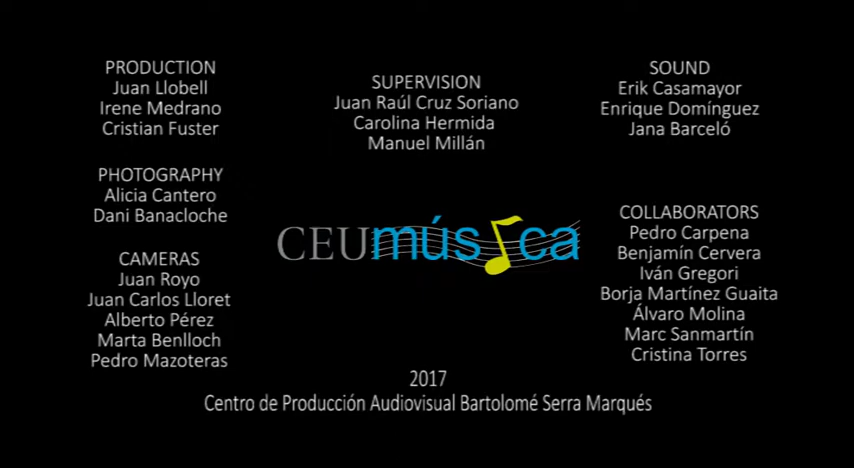 PRODUCTION
Juan Llobell
Irene Medrano
Cristian Fuster
PHOTOGRAPHY
Alicia Cantero
Dani Banacloche
CAMERAS
Juan Royo
Juan Carlos Lloret
Alberto Pérez
Marta Benlloch
Pedro Mazoteras
SUPERVISION
Juan Raúl Cruz Soriano
Carolina Hermida
Manuel Millán
CEUmúsica
SOUND
Erik Casamayor
Enrique Domínguez
Jana Barceló
COLLABORATORS
Pedro Carpena
Benjamín Cervera
Iván Gregori
Borja Martínez Guaita
Álvaro Molina
Marc Sanmartín
Cristina Torres
2017
Centro de Producción Audiovisual Bartolomé Serra Marqués